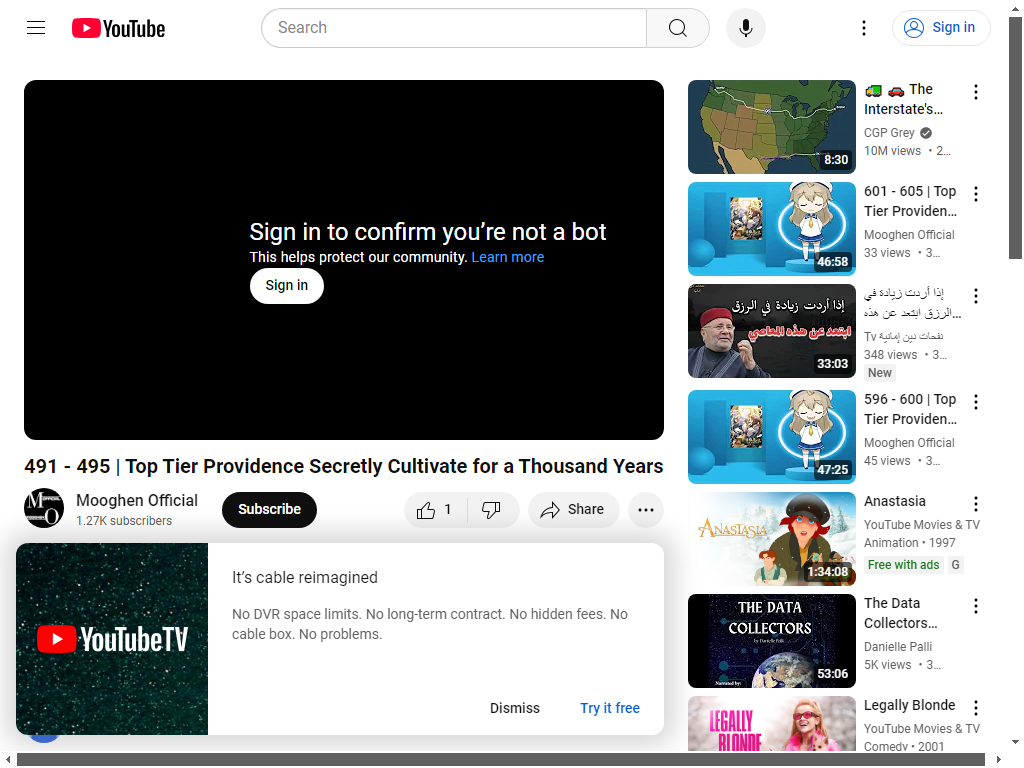 YouTube
Search
Sign in
Sign in to confirm you’re not a bot
This helps protect our community. Learn more
Sign in
491 - 495 | Top Tier Providence Secretly Cultivate for a Thousand Years
Mooghen Official
1.27K subscribers
Subscribe
1
Share
YouTubeTV
It’s cable reimagined
No DVR space limits. No long-term contract. No hidden fees. No
cable box. No problems.
Dismiss
Try it free
8:30
The
Interstate's...
CGP Grey
10M views • 2...
46:58
601 - 605 | Top
Tier Providen...
Mooghen Official
33 views • 3...
إذا أردت زيادة في الرزق
ابتعد عن هذه المعاصي
33:03
إذا أردت زيادة في
الرزق ابتعد عن هذه...
نفحات دين إمانية Tv
348 views • 3...
New
47:25
596 - 600 | Top
Tier Providen...
Mooghen Official
45 views • 3...
ANASTASIA
1:34:08
Anastasia
YouTube Movies & TV
Animation • 1997
Free with ads
G
THE DATA
COLLECTORS
by Danielle Palli
Narrated by:
53:06
The Data
Collectors...
Danielle Palli
5K views • 3...
LEGALLY
BLONDE
Legally Blonde
YouTube Movies & TV
Comedy • 2001